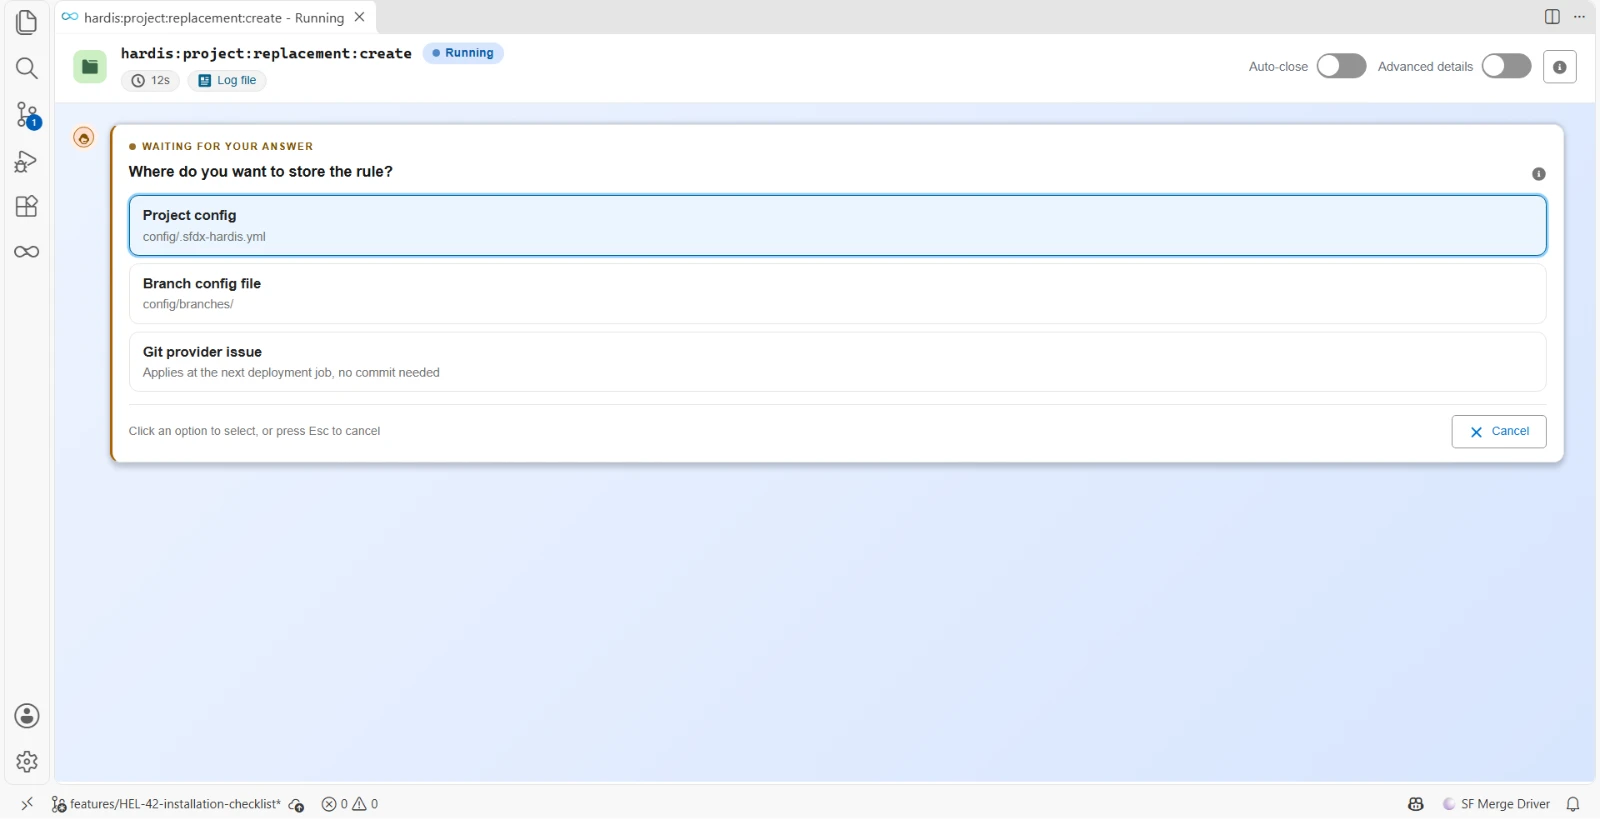 hardis:project:replacement:create - Running
hardis:project:replacement:create
Running
12s
Log file
Auto-close
Advanced details
WAITING FOR YOUR ANSWER
Where do you want to store the rule?
Project config
config/.sfdx-hardis.yml
Branch config file
config/branches/
Git provider issue
Applies at the next deployment job, no commit needed
Click an option to select, or press Esc to cancel
Cancel
1
features/HEL-42-installation-checklist*
0
0
SF Merge Driver